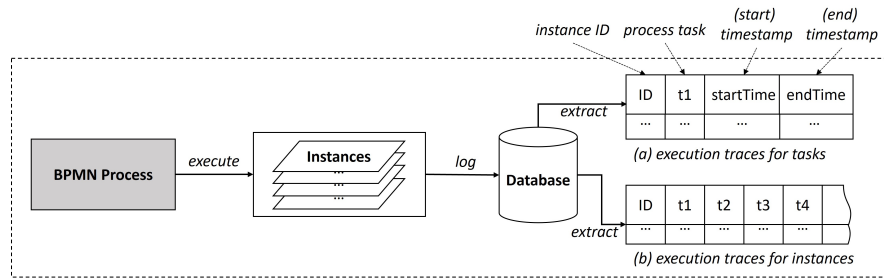 instance ID process task (start) timestamp (end) timestamp
ID t1 startTime endTime
... ... ... ...
(a) execution traces for tasks
extract
BPMN Process
execute
Instances
...
...
...
log
Database
extract
ID t1 t2 t3 t4
... ... ... ... ...
(b) execution traces for instances